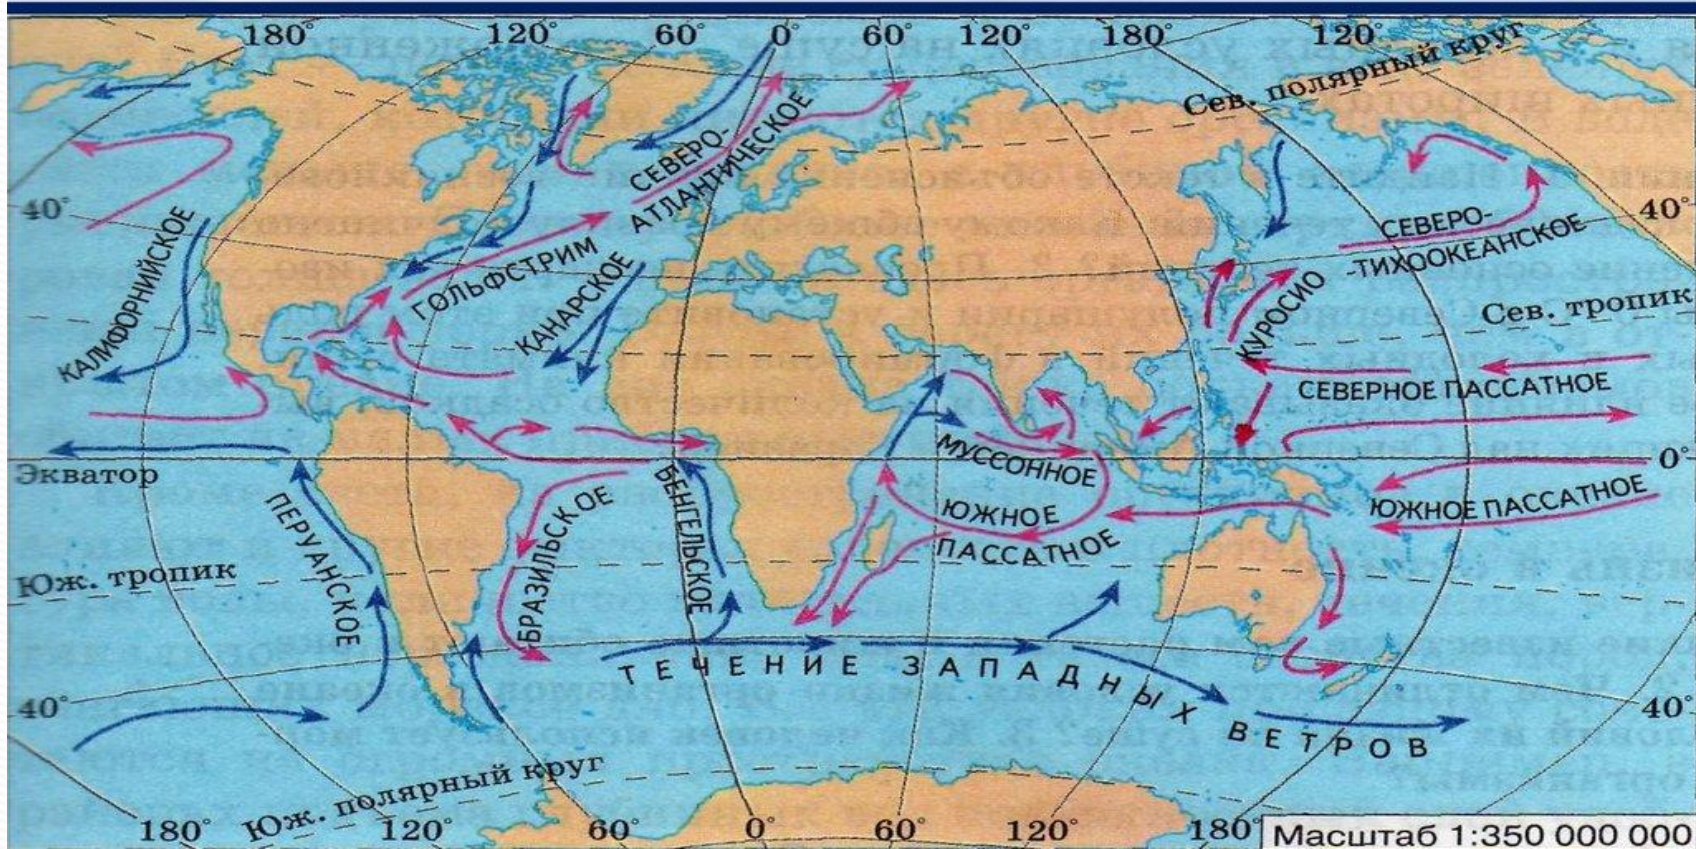 180° 120° 60° 0° 60° 120° 180° 120°
Сев. полярный круг
СЕВЕРО-
АТЛАНТИЧЕСКОЕ
40°
40°
КАЛИФОРНИЙСКОЕ
ГОЛЬФСТРИМ
КАНАРСКОЕ
СЕВЕРО-
-ТИХООКЕАНСКОЕ
КУРОСИО
Сев. тропик
СЕВЕРНОЕ ПАССАТНОЕ
Экватор
0°
МУССОННОЕ
ЮЖНОЕ
ПАССАТНОЕ
ЮЖНОЕ ПАССАТНОЕ
ПЕРУАНСКОЕ
БРАЗИЛЬСКОЕ
БЕНГЕЛЬСКОЕ
Юж. тропик
ТЕЧЕНИЕ ЗАПАДНЫХ ВЕТРОВ
40°
40°
Юж. полярный круг
180° 120° 60° 0° 60° 120° 180°
Масштаб 1:350 000 000